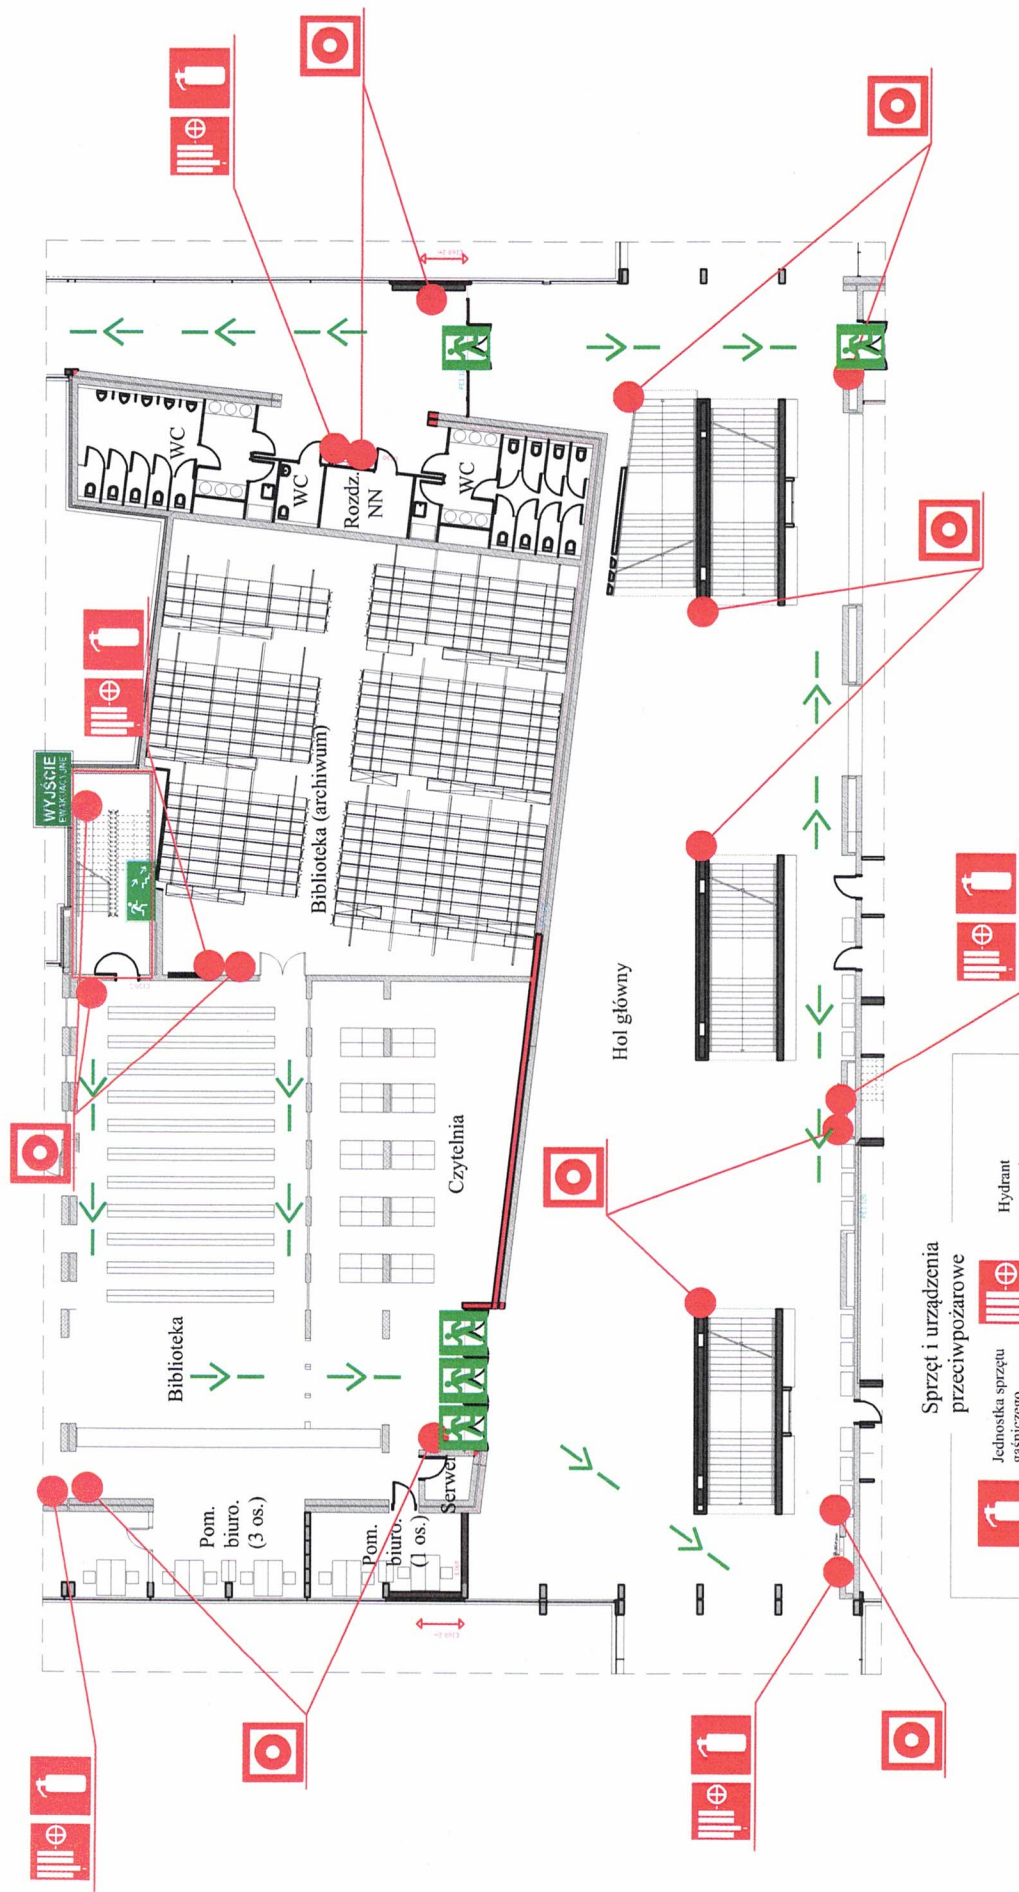 WYJŚCIE
EWAKUACYJNE
WC
WC
Rozdz.
NN
WC
Biblioteka (archiwum)
Hol główny
Czytelnia
Biblioteka
Pom.
biuro.
(3 os.)
Pom.
biuro.
(1 os.)
Serwer
Sprzęt i urządzenia
przeciwpożarowe
Jednostka sprzętu
gaśniczego
Hydrant